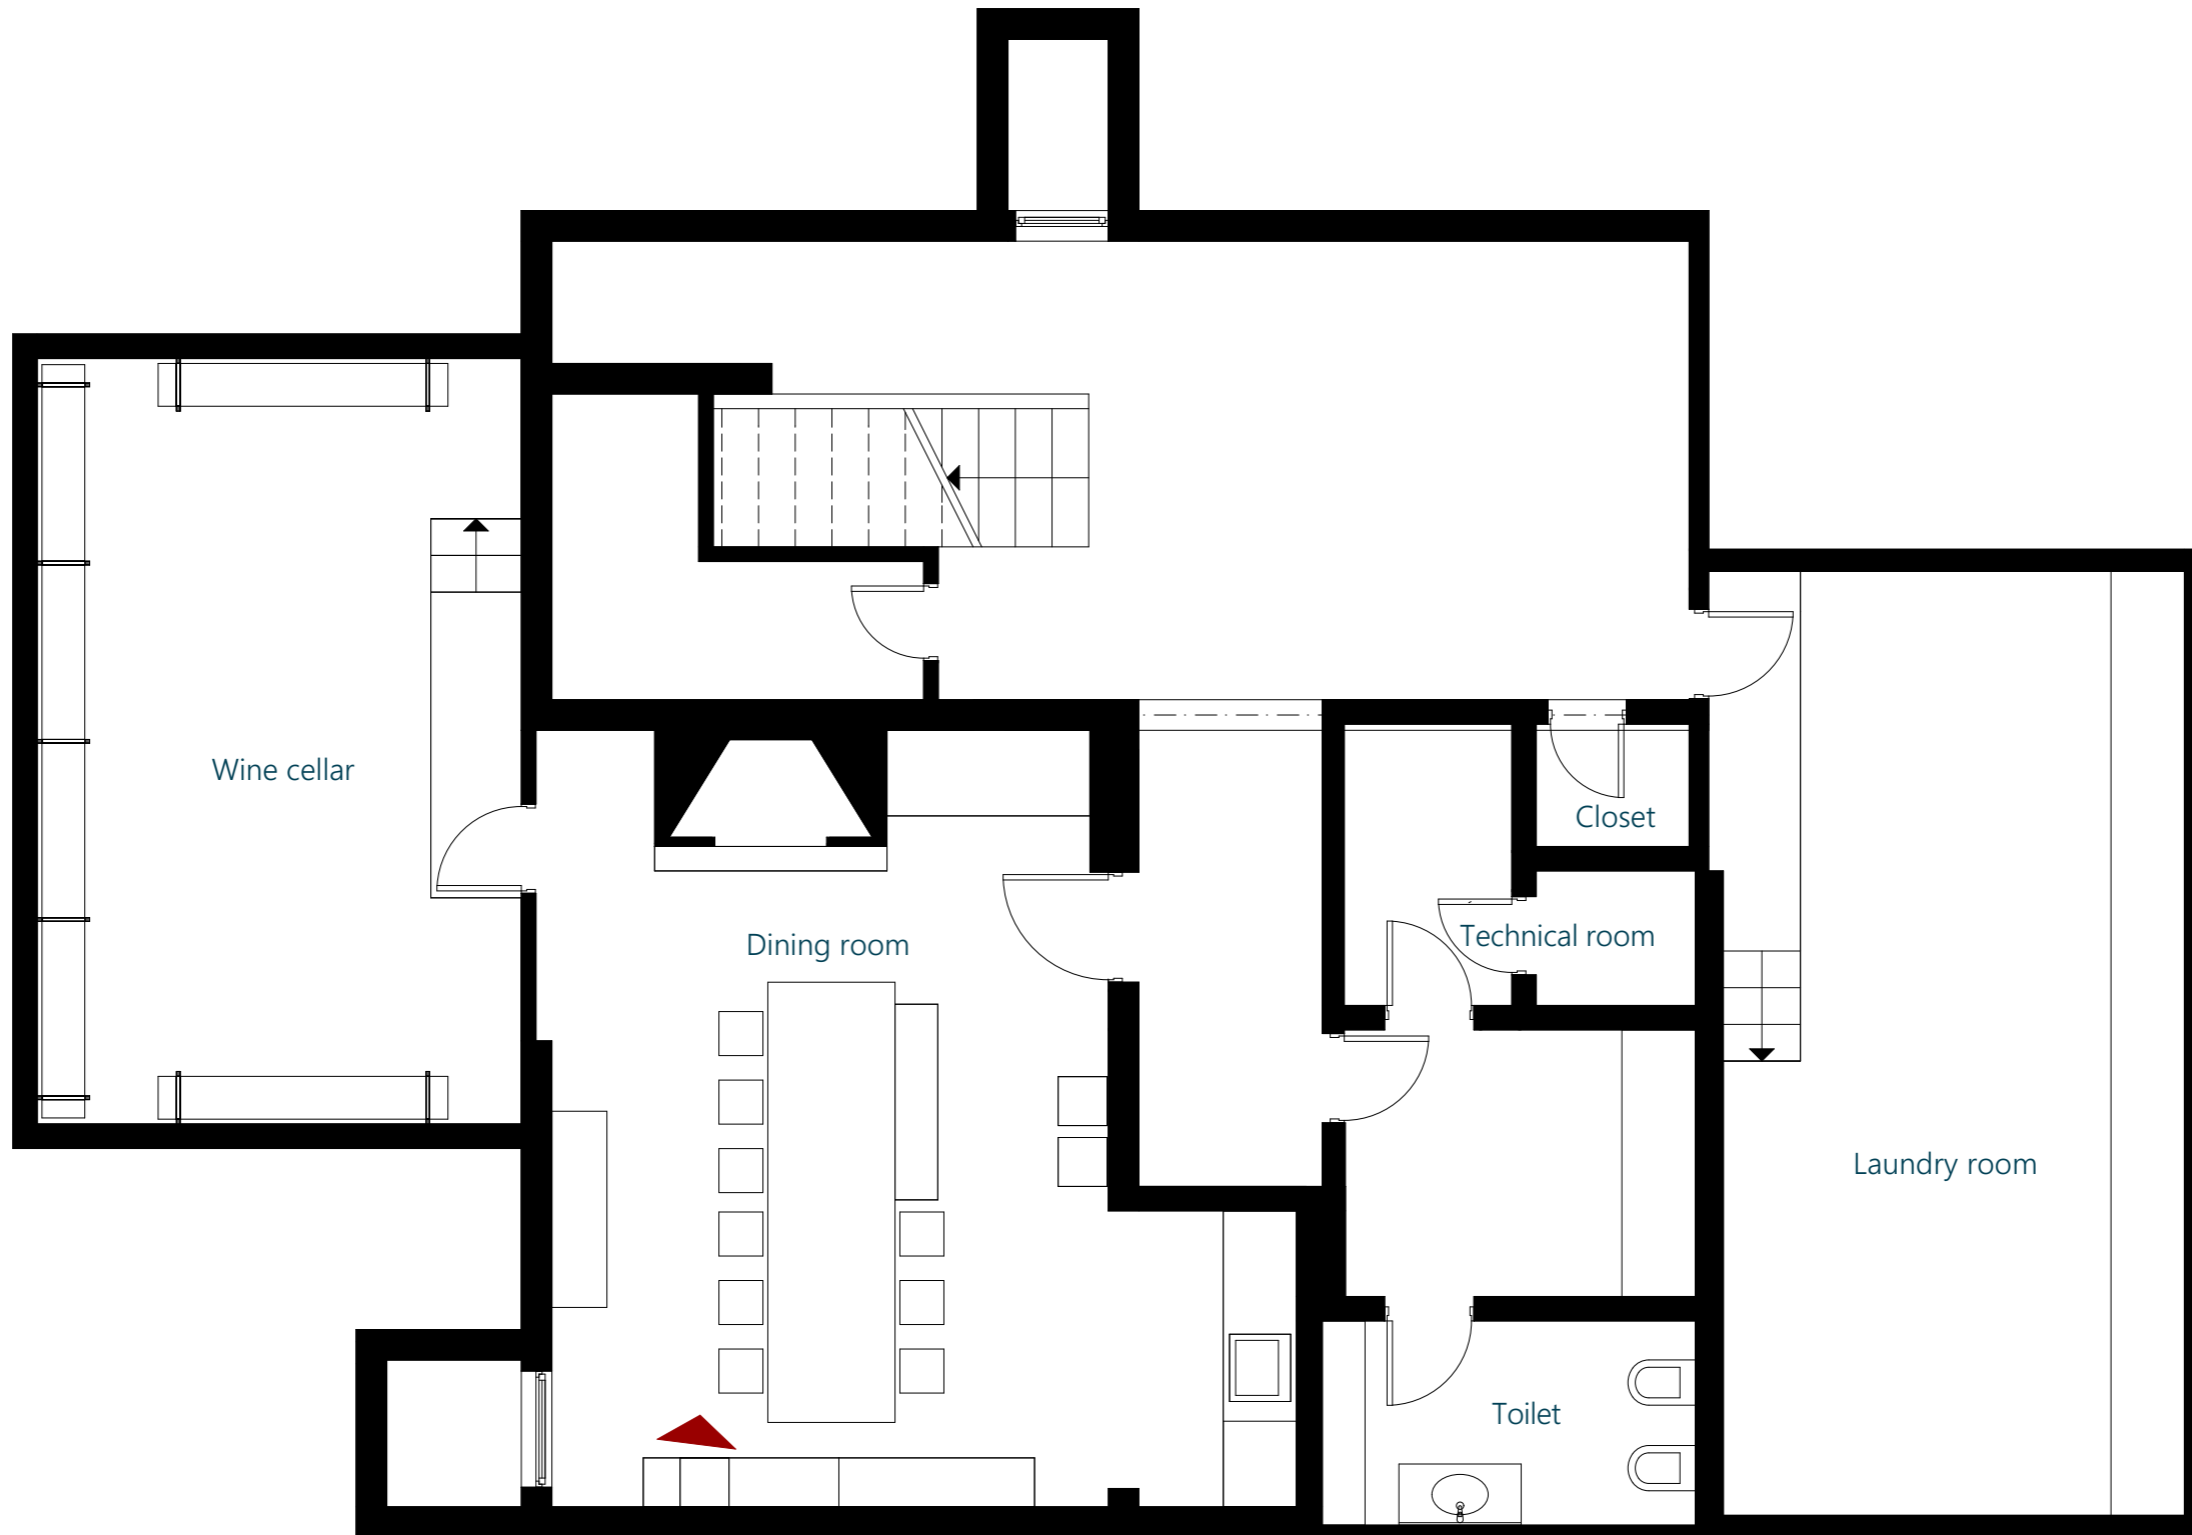 Wine cellar
Closet
Technical room
Dining room
Laundry room
Toilet